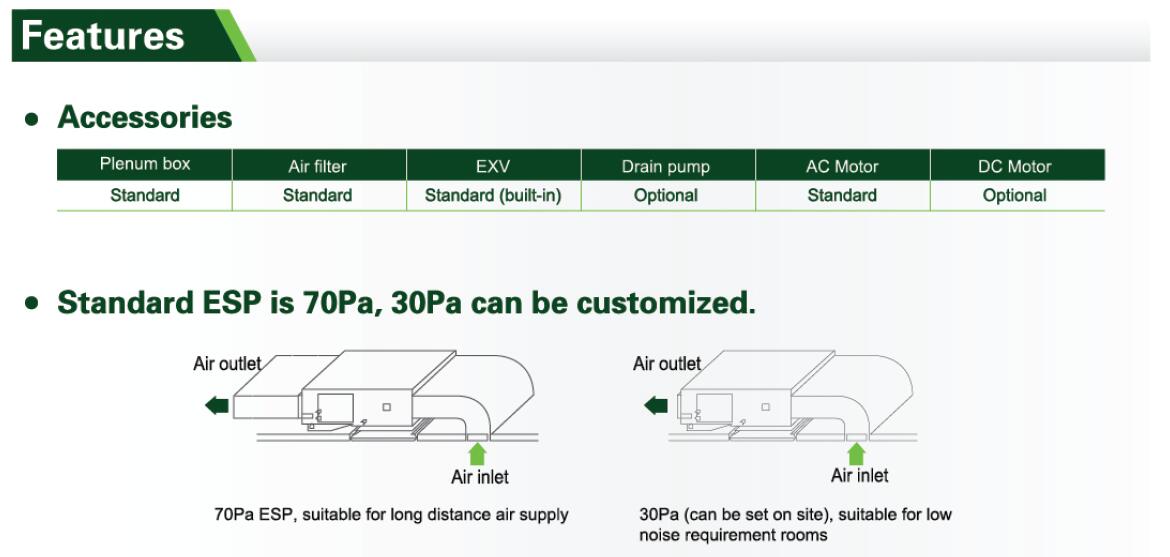 Features
• Accessories
Plenum box Air filter EXV Drain pump AC Motor DC Motor
Standard Standard Standard (built-in) Optional Standard Optional
• Standard ESP is 70Pa, 30Pa can be customized.
Air outlet Air outlet
Air inlet Air inlet
70Pa ESP, suitable for long distance air supply
30Pa (can be set on site), suitable for low
noise requirement rooms